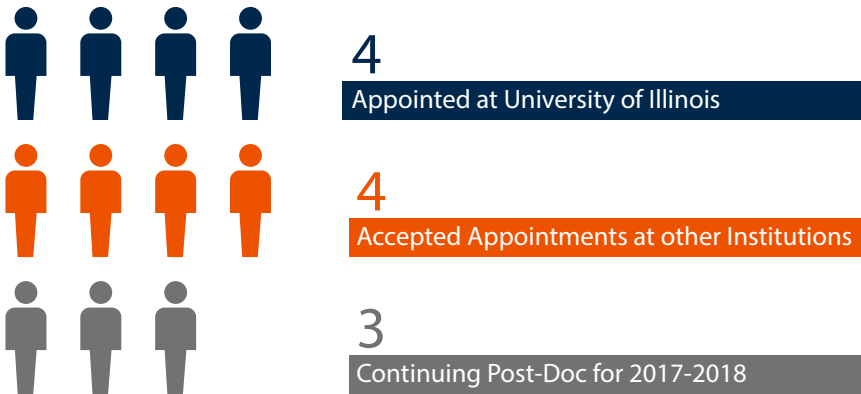 4
Appointed at University of Illinois
4
Accepted Appointments at other Institutions
3
Continuing Post-Doc for 2017-2018